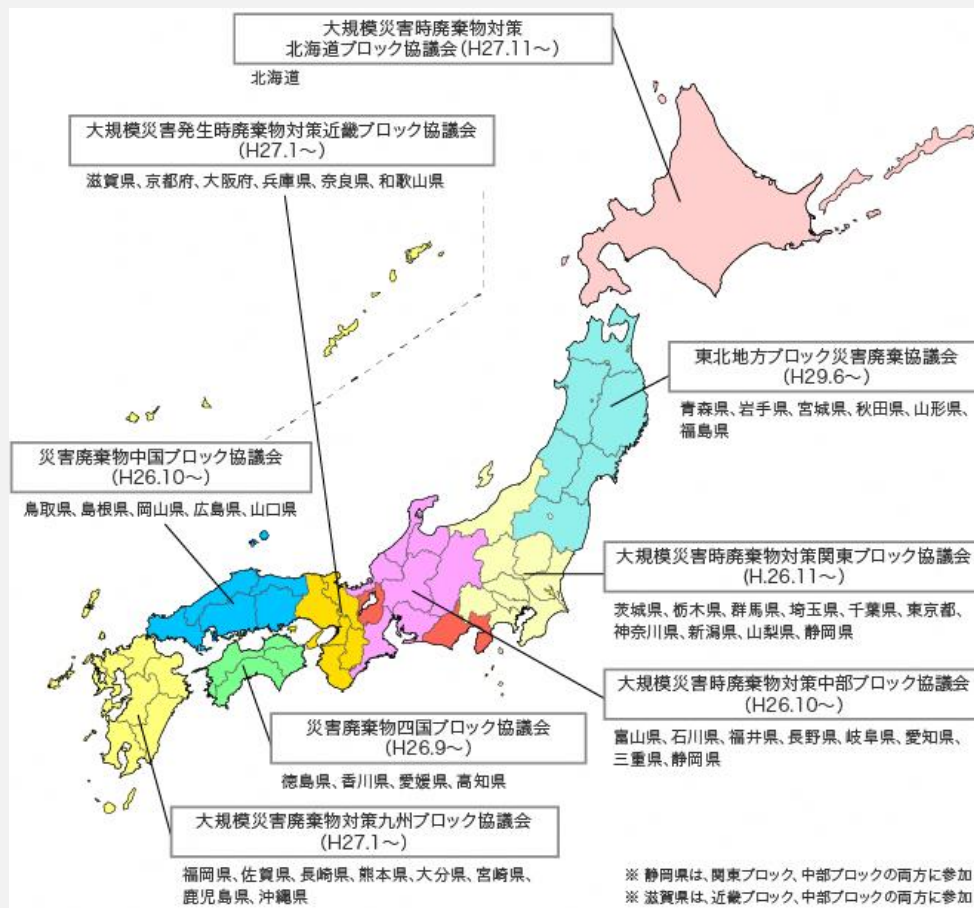 大規模災害時廃棄物対策
北海道ブロック協議会(H27.11〜)
北海道
大規模災害発生時廃棄物対策近畿ブロック協議会
(H27.1〜)
滋賀県、京都府、大阪府、兵庫県、奈良県、和歌山県
東北地方ブロック災害廃棄協議会
(H29.6〜)
青森県、岩手県、宮城県、秋田県、山形県、
福島県
災害廃棄物中国ブロック協議会
(H26.10〜)
鳥取県、島根県、岡山県、広島県、山口県
大規模災害時廃棄物対策関東ブロック協議会
(H.26.11〜)
茨城県、栃木県、群馬県、埼玉県、千葉県、東京都、
神奈川県、新潟県、山梨県、静岡県
大規模災害時廃棄物対策中部ブロック協議会
(H26.10〜)
富山県、石川県、福井県、長野県、岐阜県、愛知県、
三重県、静岡県
災害廃棄物四国ブロック協議会
(H26.9〜)
徳島県、香川県、愛媛県、高知県
大規模災害廃棄物対策九州ブロック協議会
(H27.1〜)
福岡県、佐賀県、長崎県、熊本県、大分県、宮崎県、
鹿児島県、沖縄県
※ 静岡県は、関東ブロック、中部ブロックの両方に参加
※ 滋賀県は、近畿ブロック、中部ブロックの両方に参加